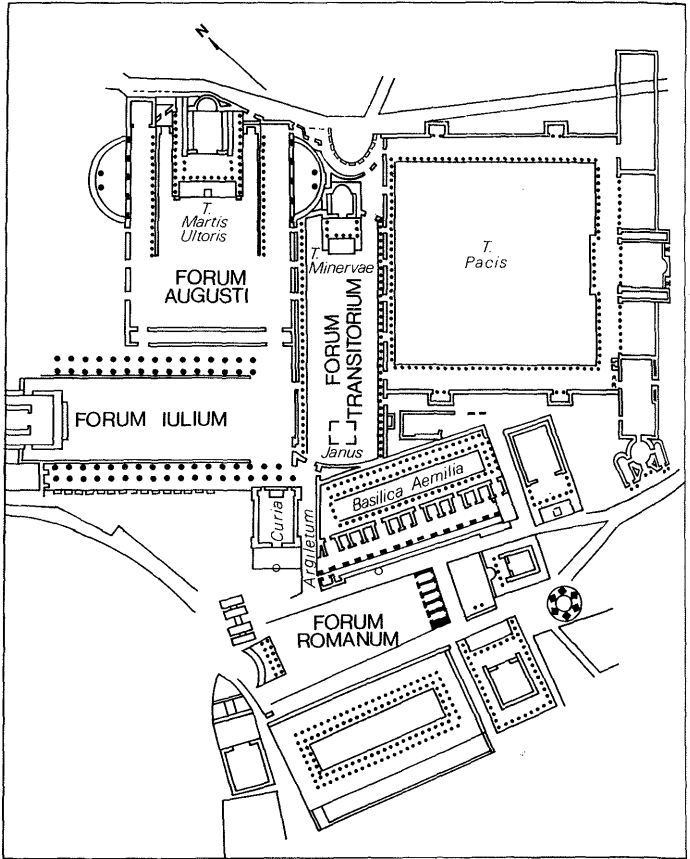 N
T.
Martis
Ultoris
FORUM
AUGUSTI
T.
Minervae
FORUM
TRANSITORIUM
T.
Pacis
FORUM IULIUM
Janus
Basilica Aemilia
Curia
Argiletum
FORUM
ROMANUM